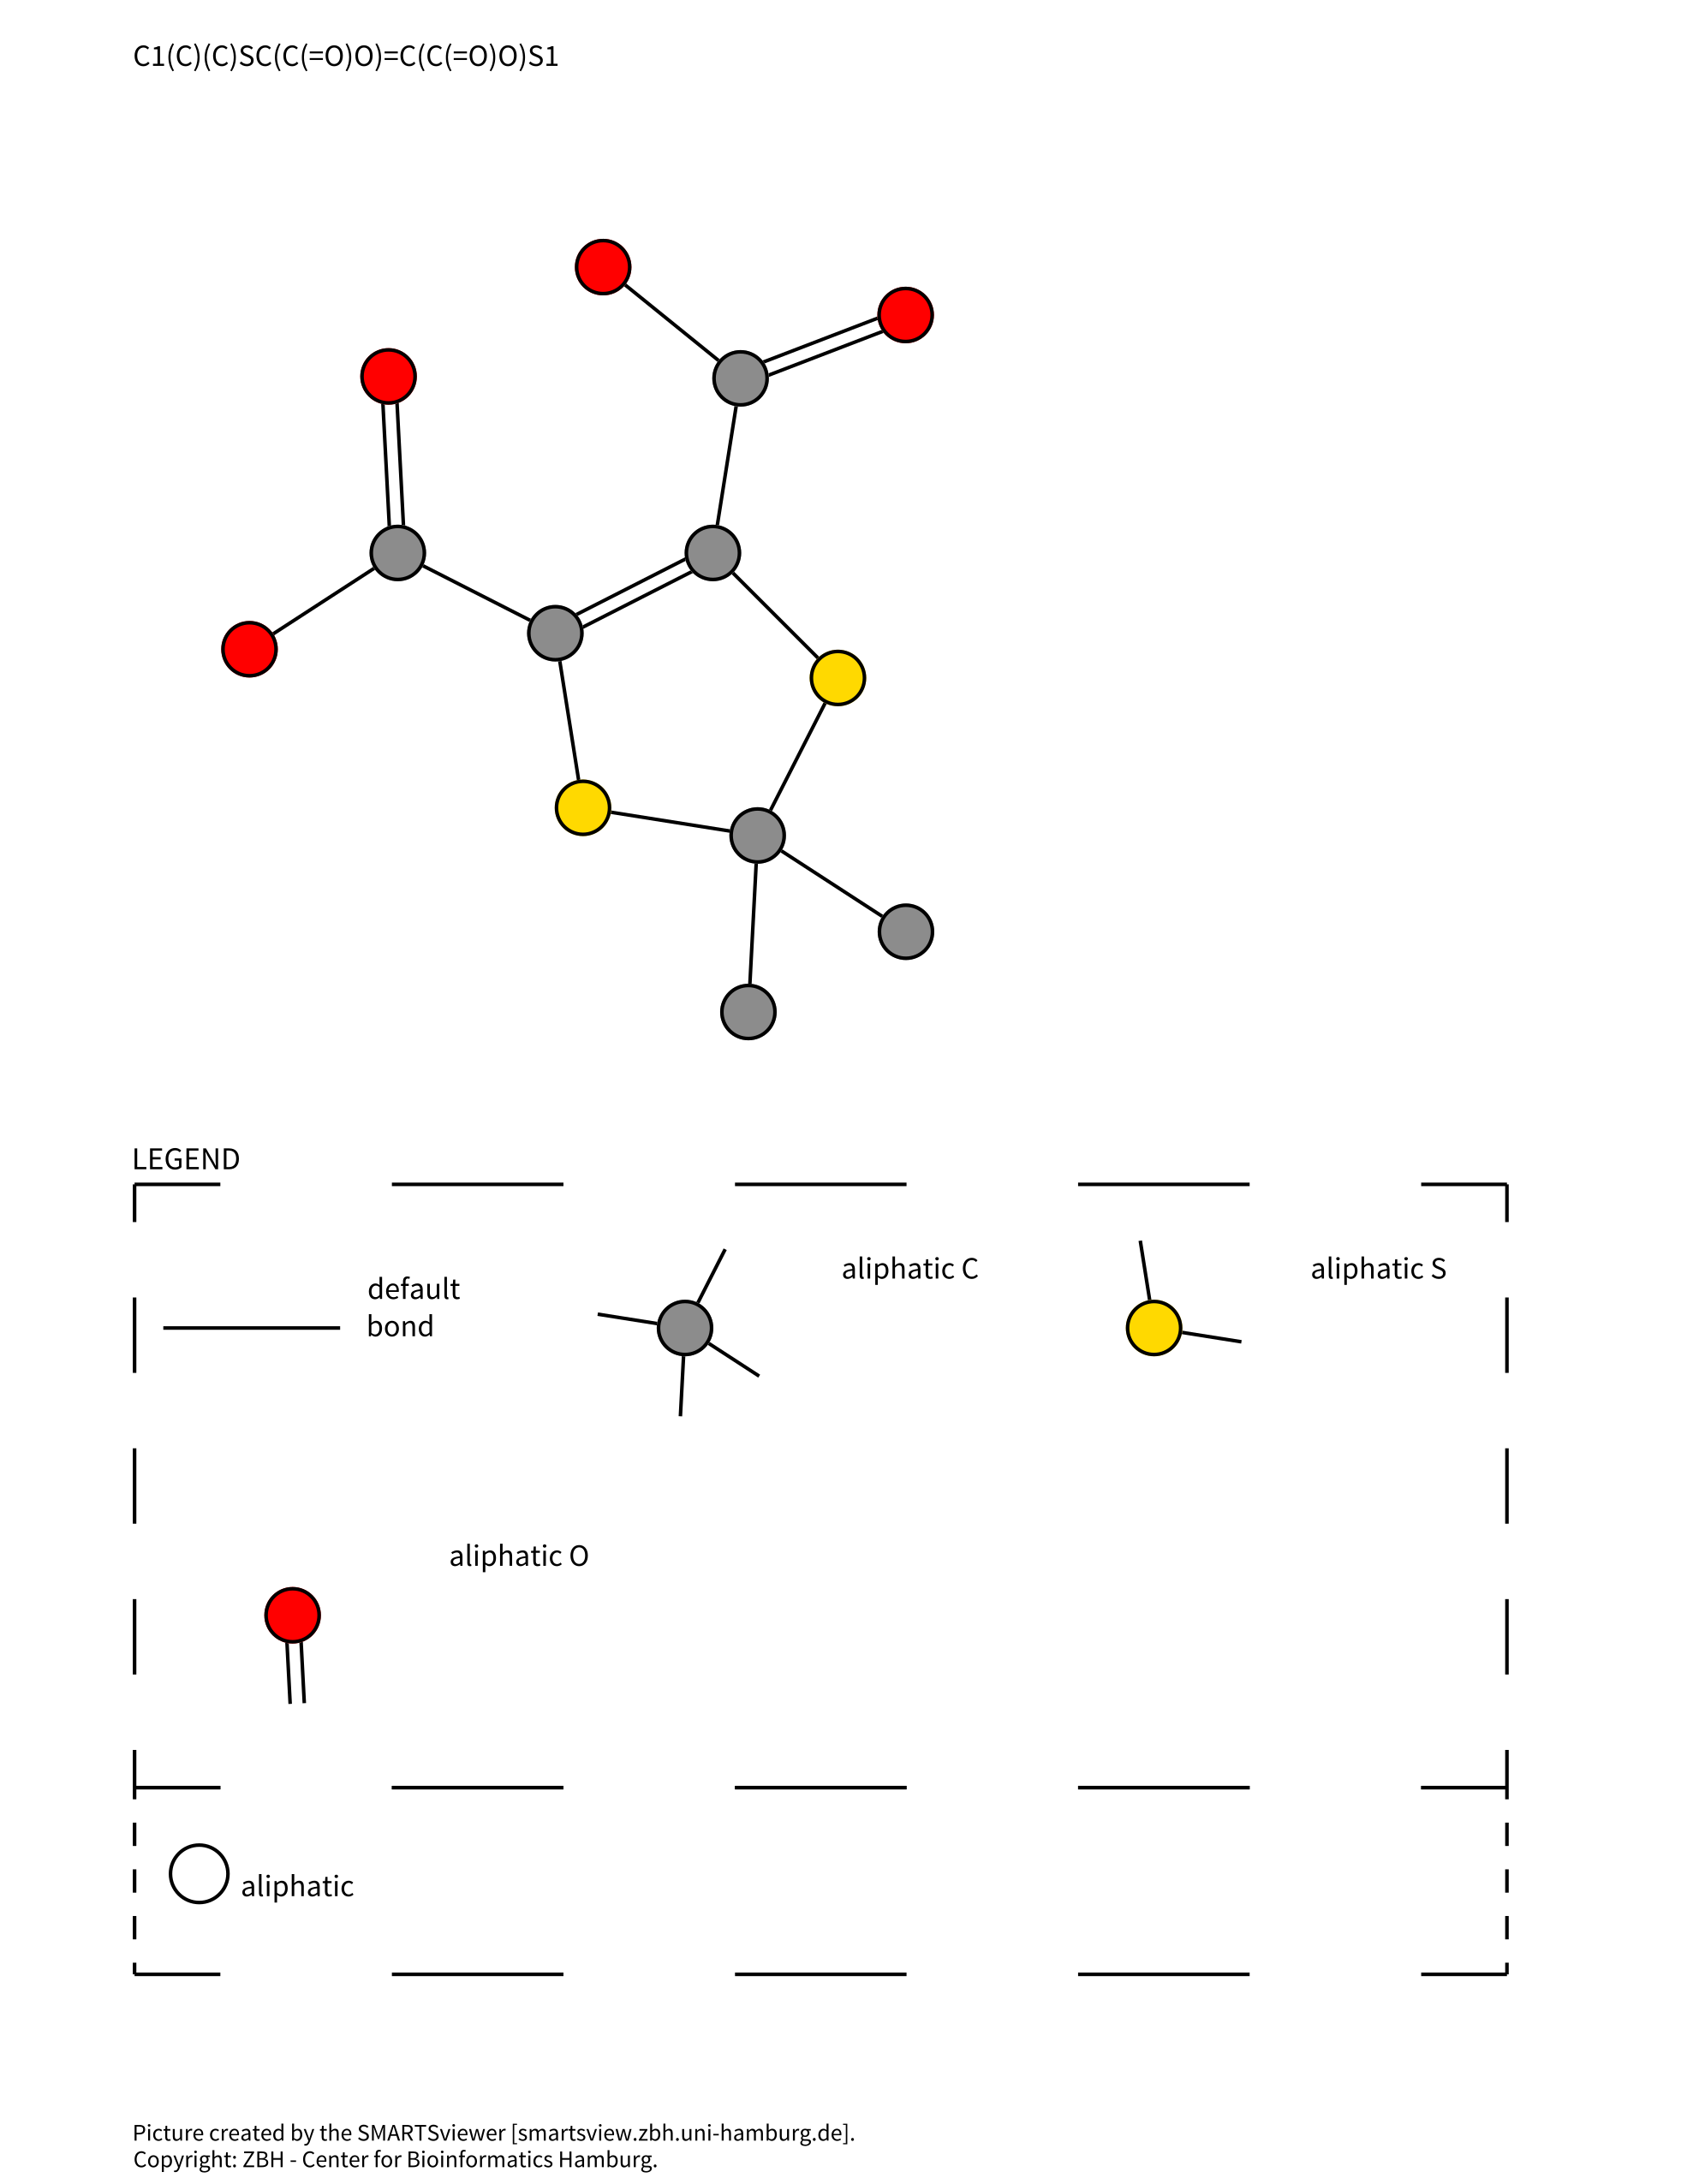 C1(C)(C)SC(C(=O)O)=C(C(=O)O)S1
LEGEND
default
bond
aliphatic C
aliphatic S
aliphatic O
aliphatic
Picture created by the SMARTSviewer [smartsview.zbh.uni-hamburg.de].
Copyright: ZBH - Center for Bioinformatics Hamburg.